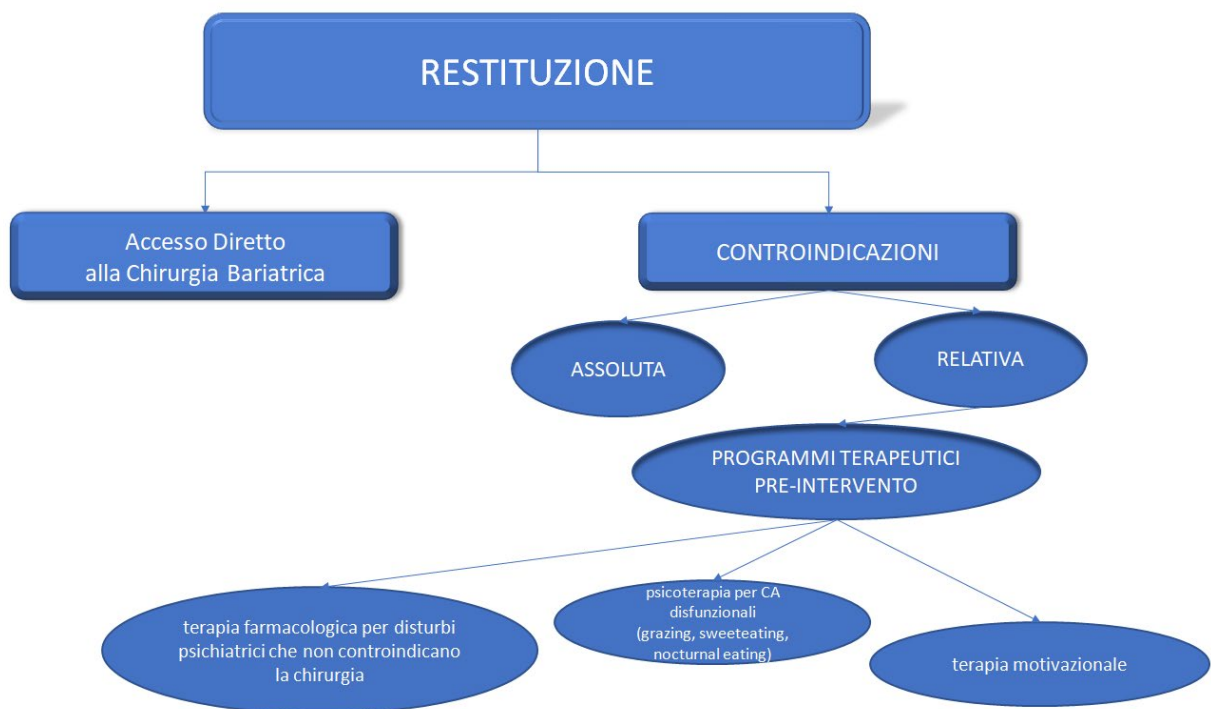 RESTITUZIONE
Accesso Diretto
alla Chirurgia Bariatrica
CONTROINDICAZIONI
ASSOLUTA
RELATIVA
PROGRAMMI TERAPEUTICI
PRE-INTERVENTO
terapia farmacologica per disturbi
psichiatrici che non controindicano
la chirurgia
psicoterapia per CA
disfunzionali
(grazing, sweeteating,
nocturnal eating)
terapia motivazionale